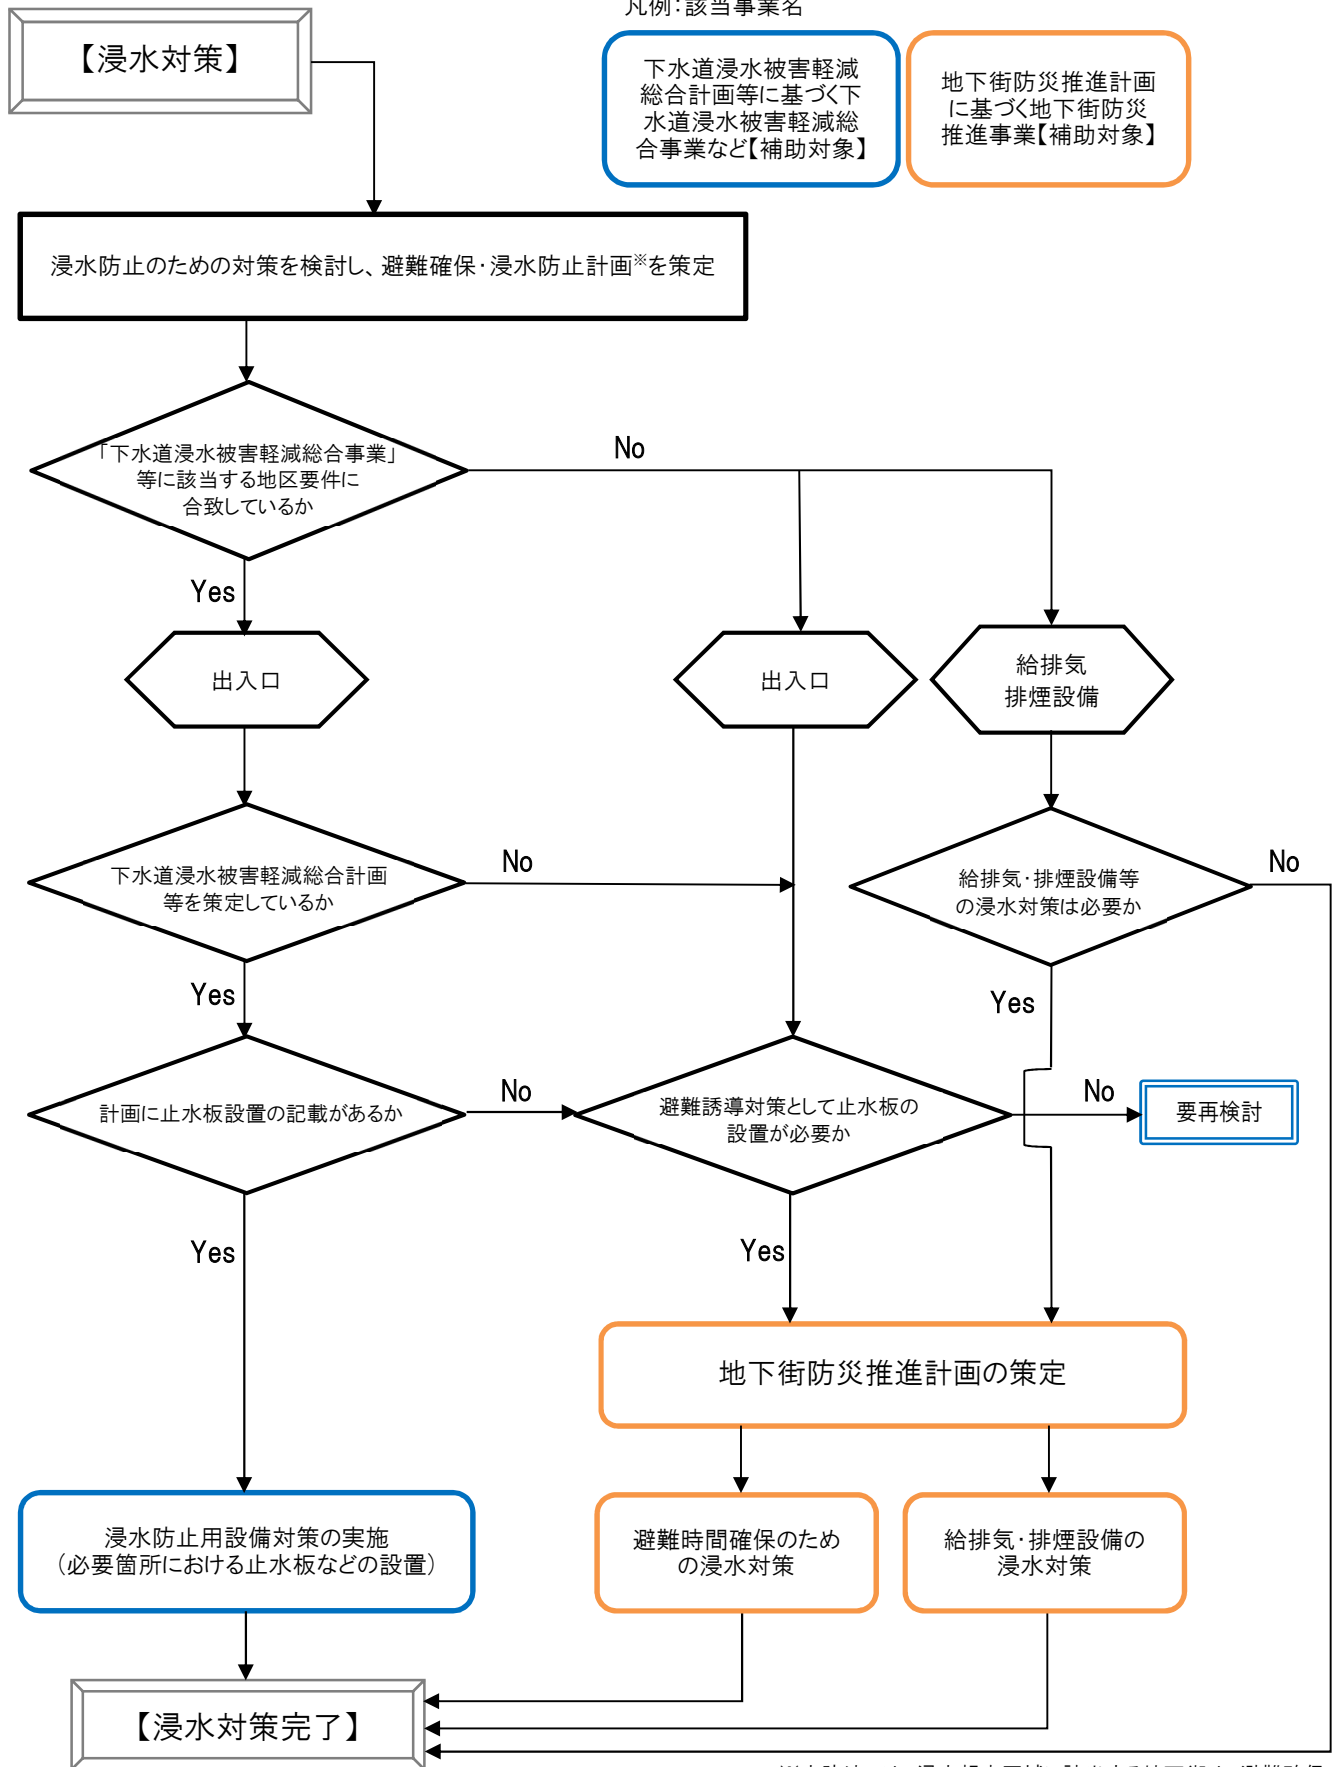 凡例：該当事業名
【浸水対策】
下水道浸水被害軽減
総合計画等に基づく下
水道浸水被害軽減総
合事業など【補助対象】
地下街防災推進計画
に基づく地下街防災
推進事業【補助対象】
浸水防止のための対策を検討し、避難確保・浸水防止計画※を策定
「下水道浸水被害軽減総合事業」
等に該当する地区要件に
合致しているか
No
Yes
出入口
出入口
給排気
排煙設備
下水道浸水被害軽減総合計画
等を策定しているか
No
給排気・排煙設備等
の浸水対策は必要か
No
Yes
Yes
計画に止水板設置の記載があるか
No
避難誘導対策として止水板の
設置が必要か
No
要再検討
Yes
Yes
地下街防災推進計画の策定
浸水防止用設備対策の実施
（必要箇所における止水板などの設置）
避難時間確保のため
の浸水対策
給排気・排煙設備の
浸水対策
【浸水対策完了】